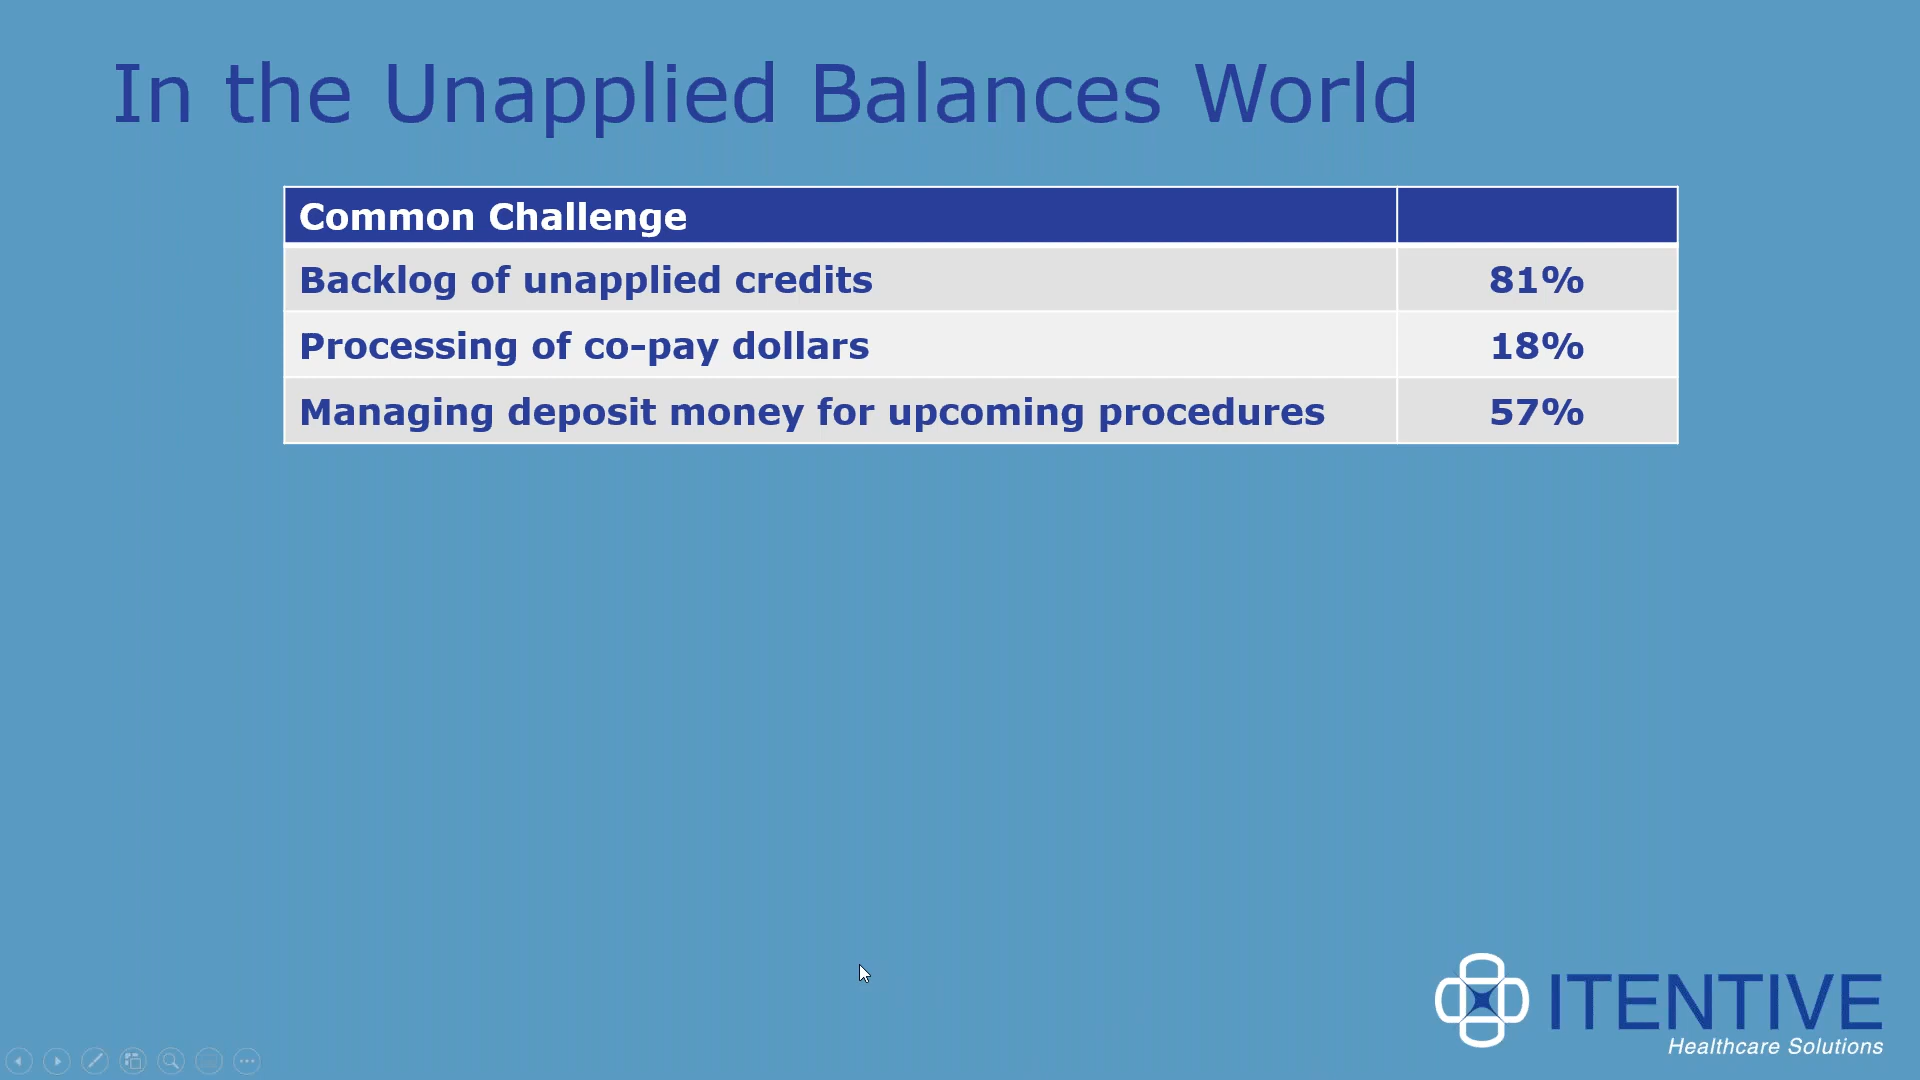 In the Unapplied Balances World
Common Challenge
Backlog of unapplied credits 81%
Processing of co-pay dollars 18%
Managing deposit money for upcoming procedures 57%
ITENTIVE
Healthcare Solutions